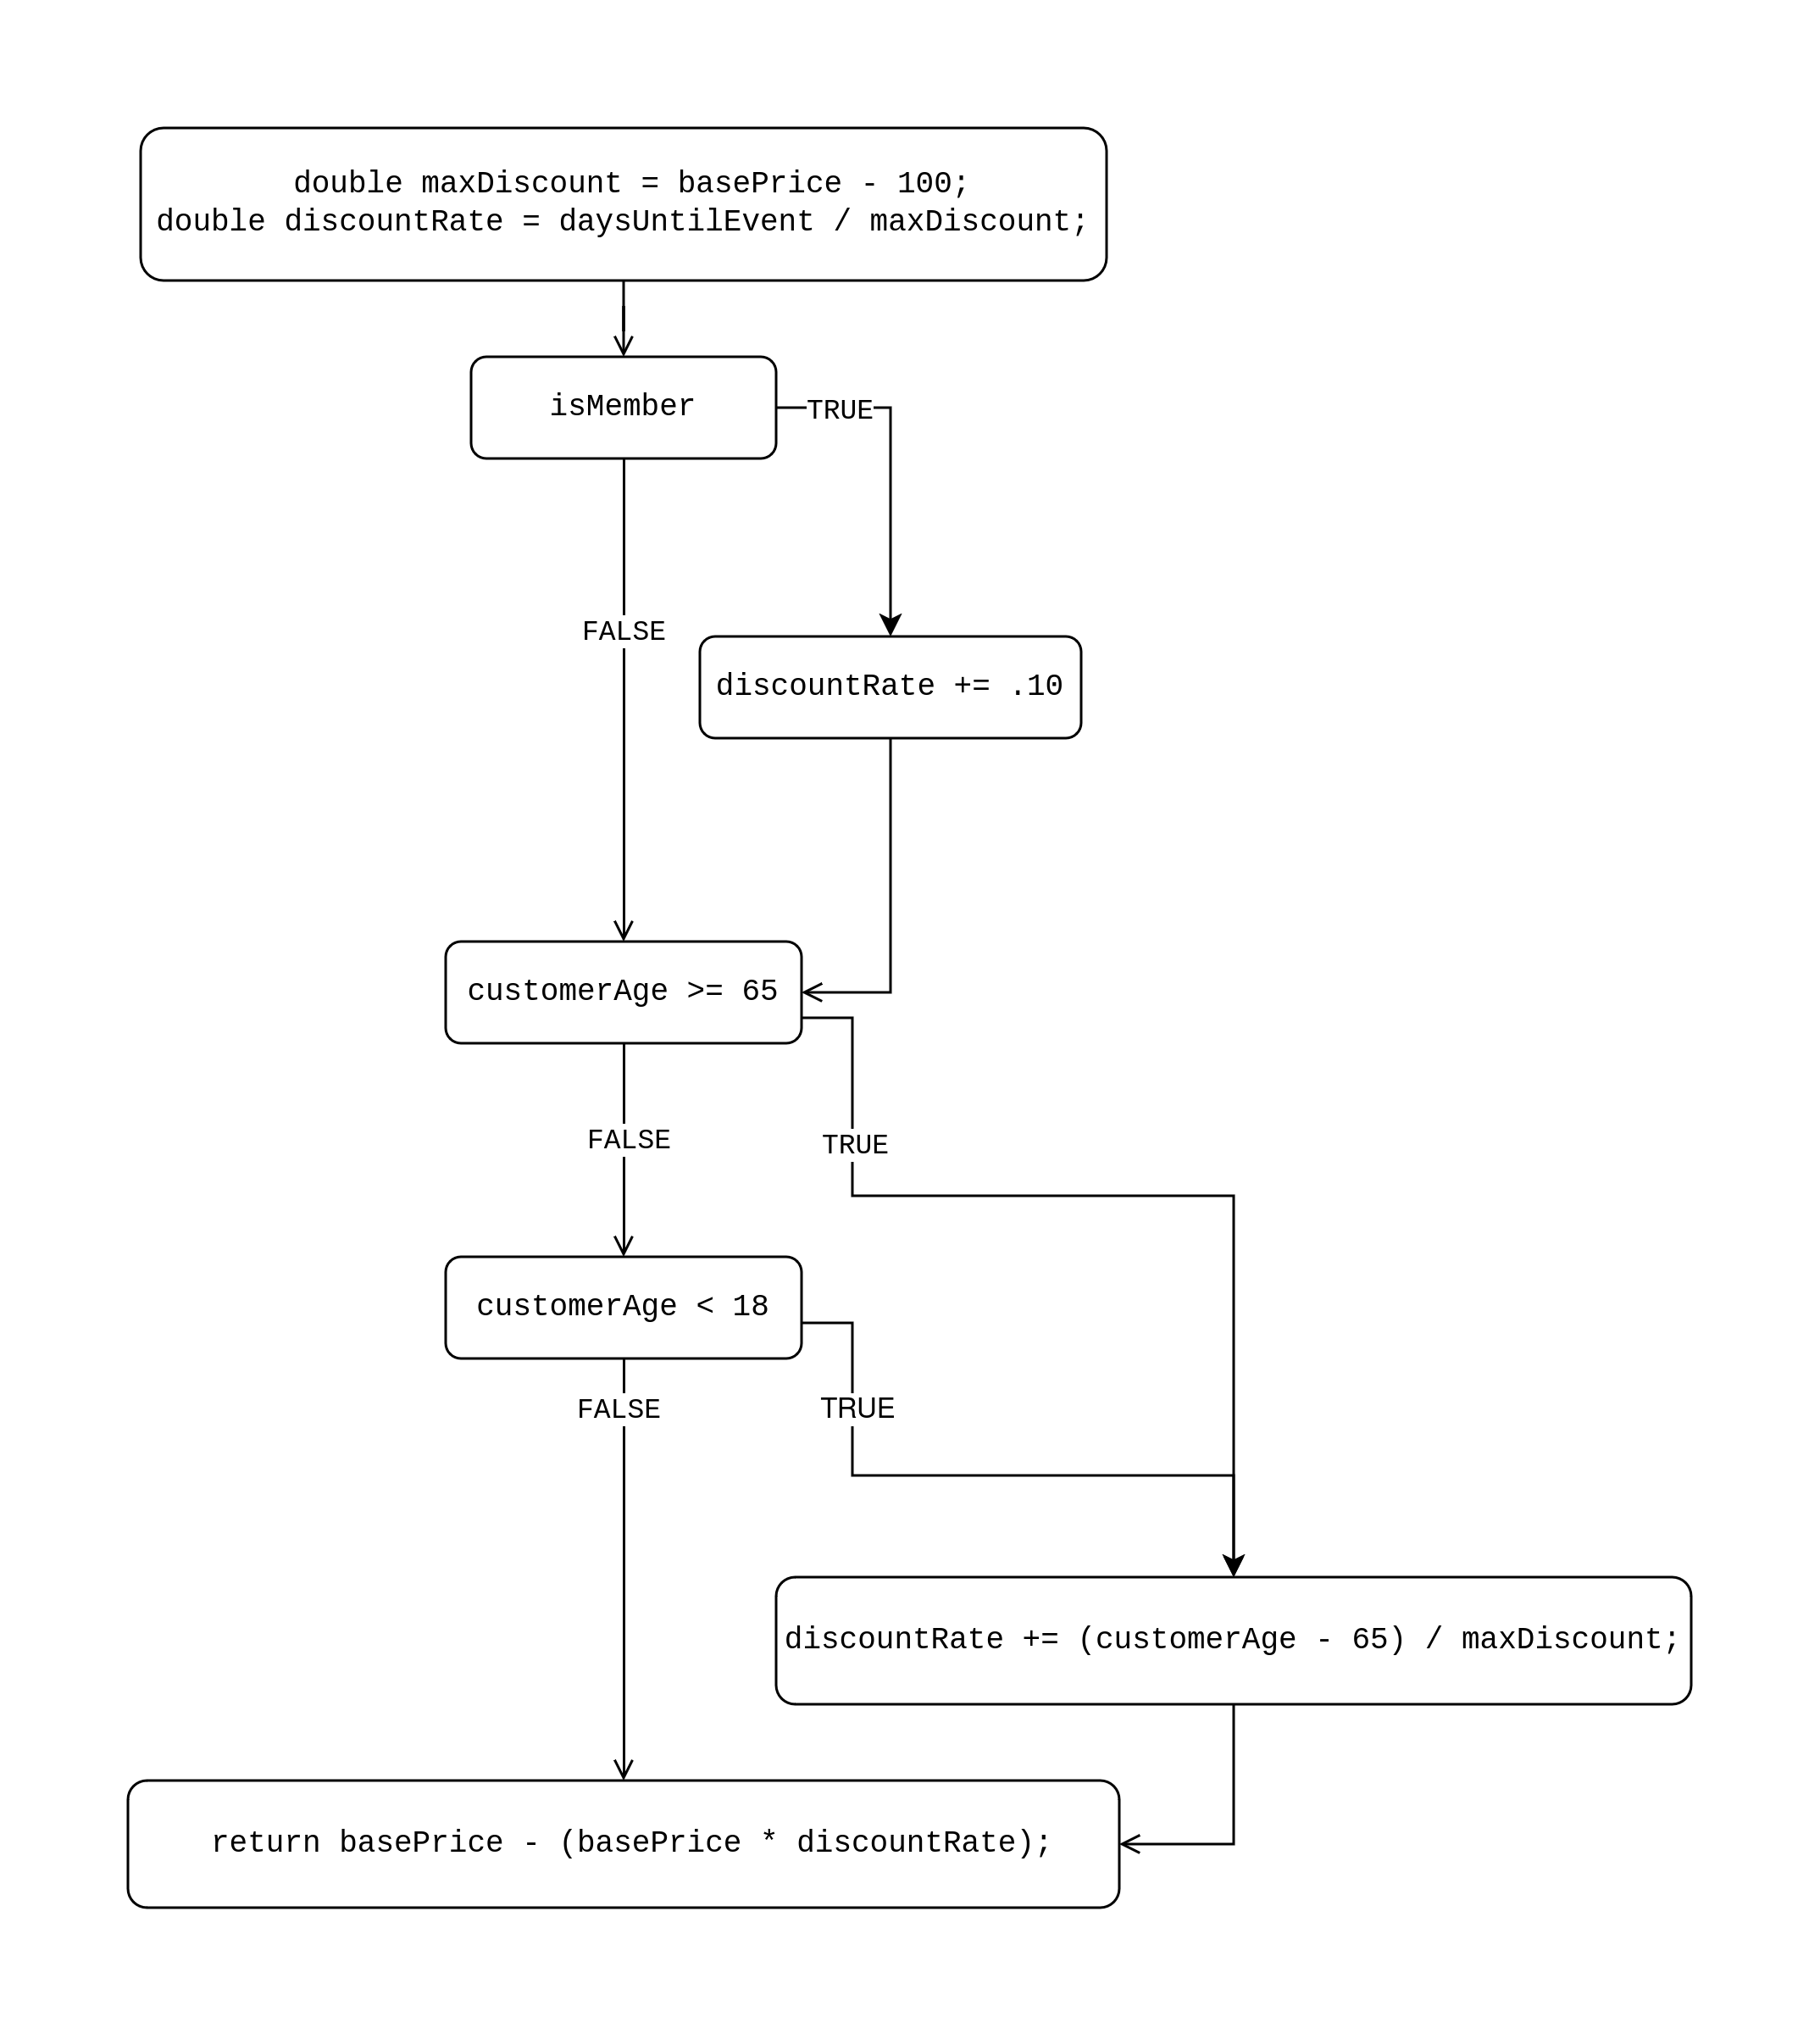 double maxDiscount = basePrice - 100;
double discountRate = daysUntilEvent / maxDiscount;
isMember
TRUE
FALSE
discountRate += .10
customerAge >= 65
FALSE
TRUE
customerAge < 18
FALSE
TRUE
discountRate += (customerAge - 65) / maxDiscount;
return basePrice - (basePrice * discountRate);